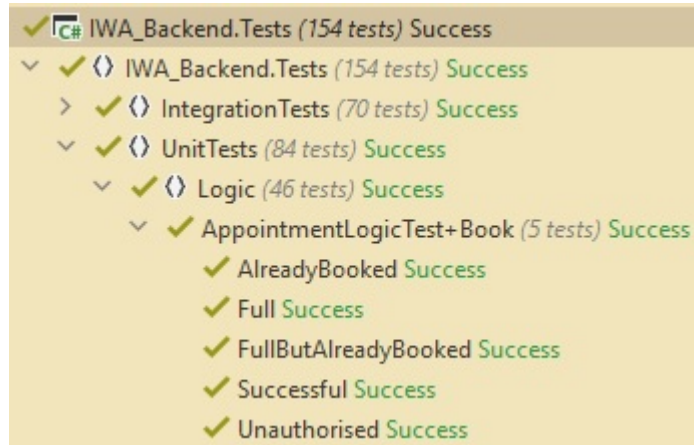 C# IWA_Backend.Tests (154 tests) Success
IWA_Backend.Tests (154 tests) Success
IntegrationTests (70 tests) Success
UnitTests (84 tests) Success
Logic (46 tests) Success
AppointmentLogicTest+Book (5 tests) Success
AlreadyBooked Success
Full Success
FullButAlreadyBooked Success
Successful Success
Unauthorised Success